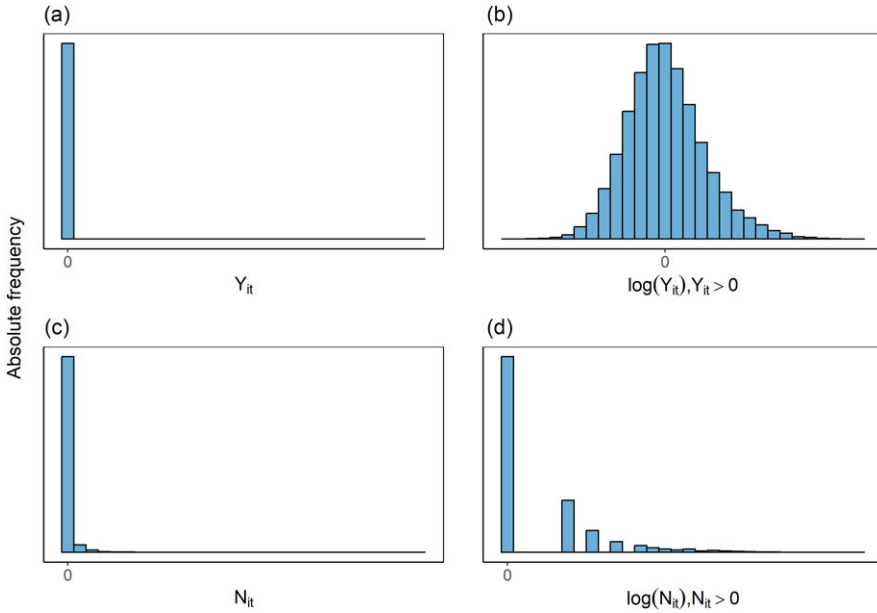 (a)
0
Y_it
(b)
0
log(Y_it), Y_it > 0
Absolute frequency
(c)
0
N_it
(d)
0
log(N_it), N_it > 0